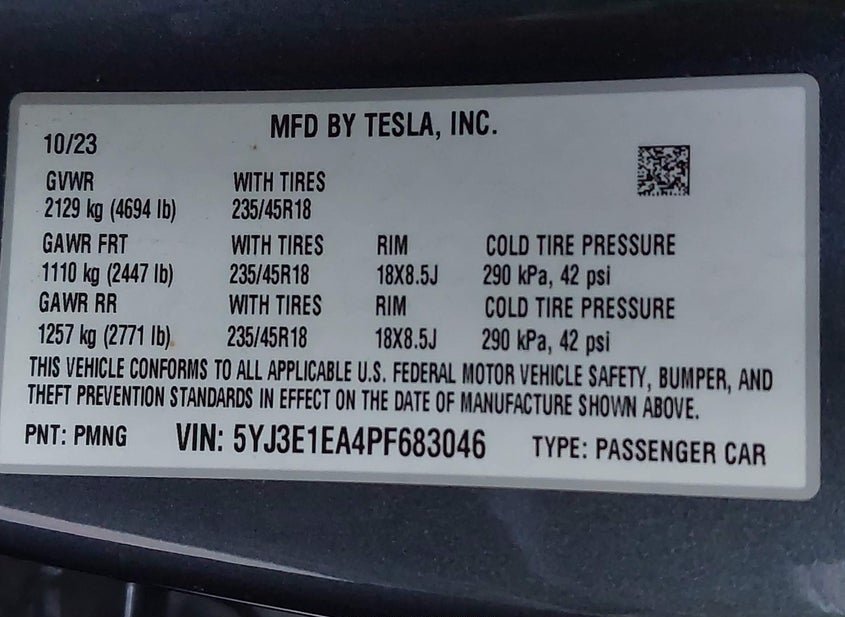 MFD BY TESLA, INC.
10/23
GVWR WITH TIRES
2129 kg (4694 lb) 235/45R18
GAWR FRT WITH TIRES RIM COLD TIRE PRESSURE
1110 kg (2447 lb) 235/45R18 18X8.5J 290 kPa, 42 psi
GAWR RR WITH TIRES RIM COLD TIRE PRESSURE
1257 kg (2771 lb) 235/45R18 18X8.5J 290 kPa, 42 psi
THIS VEHICLE CONFORMS TO ALL APPLICABLE U.S. FEDERAL MOTOR VEHICLE SAFETY, BUMPER, AND
THEFT PREVENTION STANDARDS IN EFFECT ON THE DATE OF MANUFACTURE SHOWN ABOVE.
PNT: PMNG VIN: 5YJ3E1EA4PF683046 TYPE: PASSENGER CAR